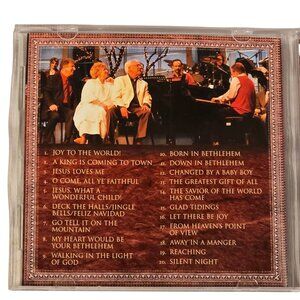 1. JOY TO THE WORLD!
2. A KING IS COMING TO TOWN
3. JESUS LOVES ME
4. O COME, ALL YE FAITHFUL
5. JESUS, WHAT A
WONDERFUL CHILD!
6. DECK THE HALLS/JINGLE
BELLS/FELIZ NAVIDAD
7. GO TELL IT ON THE
MOUNTAIN
8. MY HEART WOULD BE
YOUR BETHLEHEM
9. WALKING IN THE LIGHT
OF GOD
10. BORN IN BETHLEHEM
11. DOWN IN BETHLEHEM
12. CHANGED BY A BABY BOY
13. THE GREATEST GIFT OF ALL
14. THE SAVIOR OF THE WORLD
HAS COME
15. GLAD TIDINGS
16. LET THERE BE JOY
17. FROM HEAVEN'S POINT
OF VIEW
18. AWAY IN A MANGER
19. REACHING
20. SILENT NIGHT